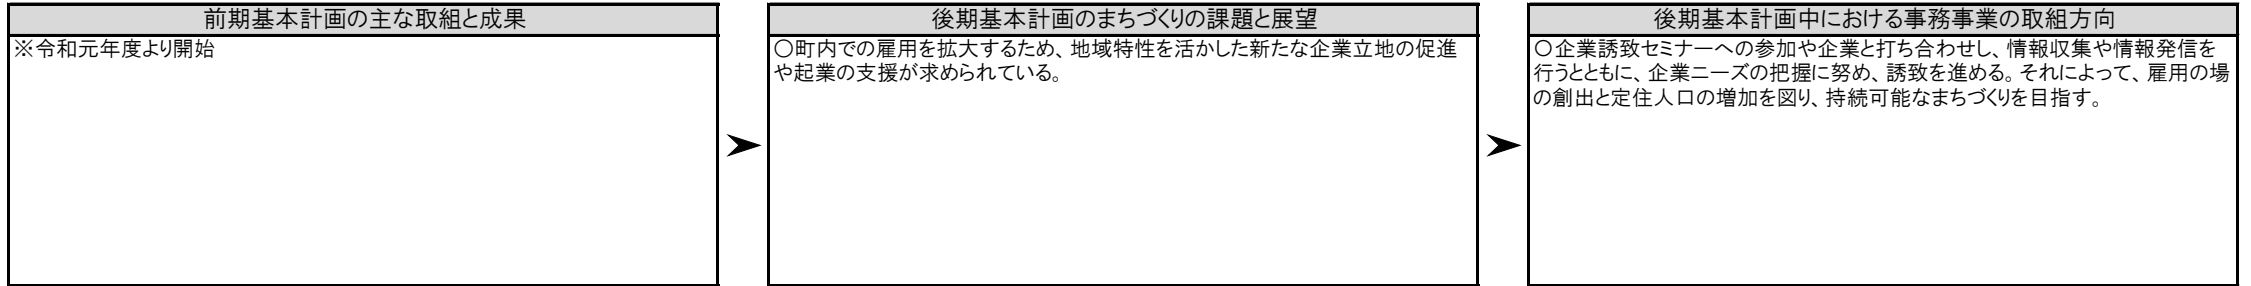 前期基本計画の主な取組と成果
※令和元年度より開始
後期基本計画のまちづくりの課題と展望
○町内での雇用を拡大するため、地域特性を活かした新たな企業立地の促進
や起業の支援が求められている。
後期基本計画中における事務事業の取組方向
○企業誘致セミナーへの参加や企業と打ち合わせし、情報収集や情報発信を
行うとともに、企業ニーズの把握に努め、誘致を進める。それによって、雇用の場
の創出と定住人口の増加を図り、持続可能なまちづくりを目指す。